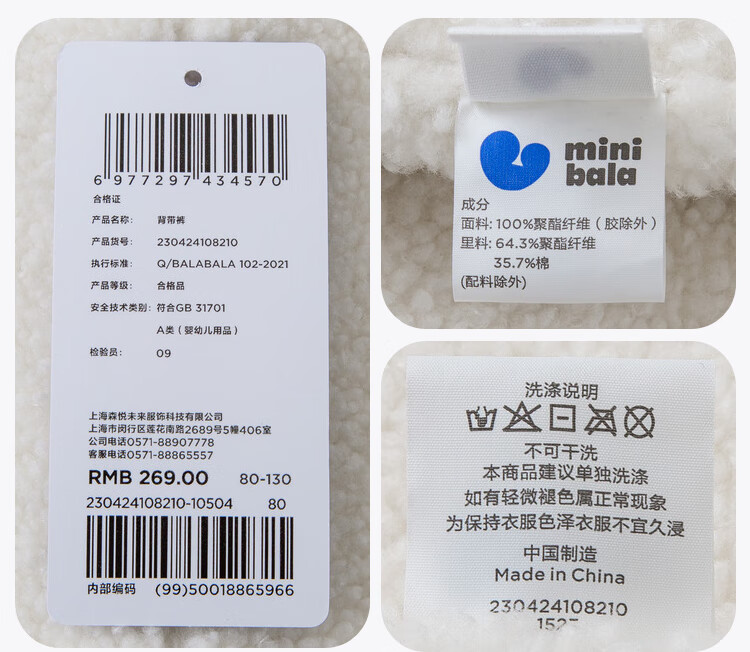 6 977297 434570
合格证
产品名称： 背带裤
产品货号： 230424108210
执行标准： Q/BALABALA 102-2021
产品等级： 合格品
安全技术类别： 符合GB 31701
A类（婴幼儿用品）
检验员： 09
上海森悦未来服饰科技有限公司
上海市闵行区莲花南路2689号5幢406室
公司电话0571-88907778
客服电话0571-88865557
RMB 269.00 80-130
230424108210-10504 80
内部编码 (99)50018865966
mini
bala
成分
面料: 100%聚酯纤维（胶除外）
里料: 64.3%聚酯纤维
35.7%棉
(配料除外)
洗涤说明
不可干洗
本商品建议单独洗涤
如有轻微褪色属正常现象
为保持衣服色泽衣服不宜久浸
中国制造
Made in China
230424108210